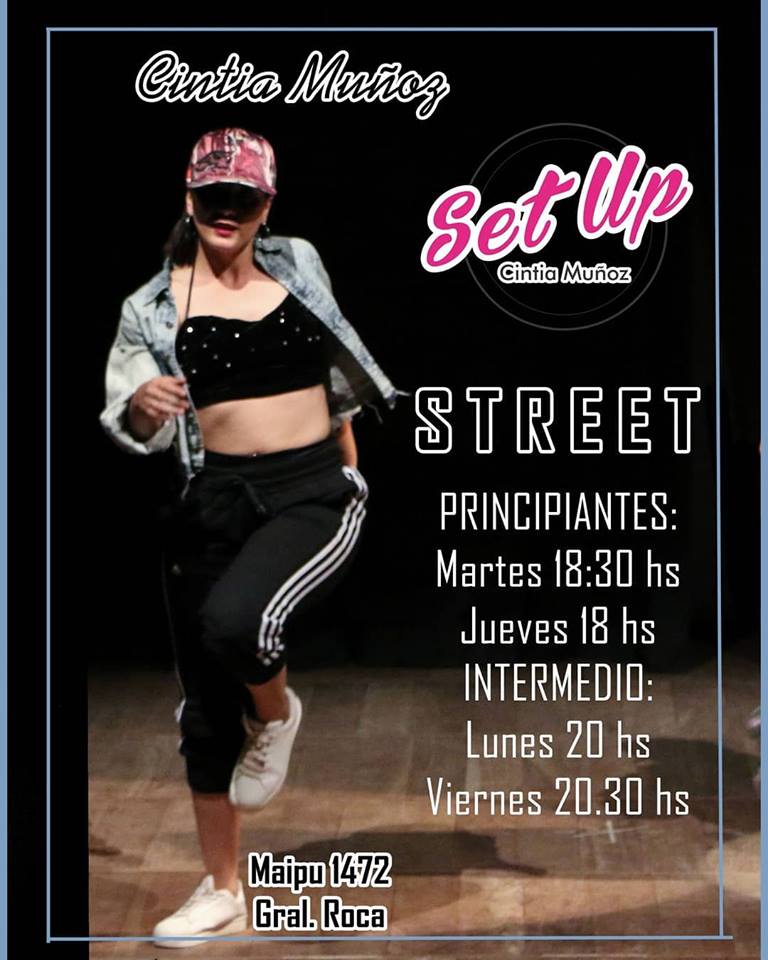 Cintia Muñoz
Set Up
Cintia Muñoz
STREET
PRINCIPIANTES:
Martes 18:30 hs
Jueves 18 hs
INTERMEDIO:
Lunes 20 hs
Viernes 20.30 hs
Maipu 1472
Gral. Roca